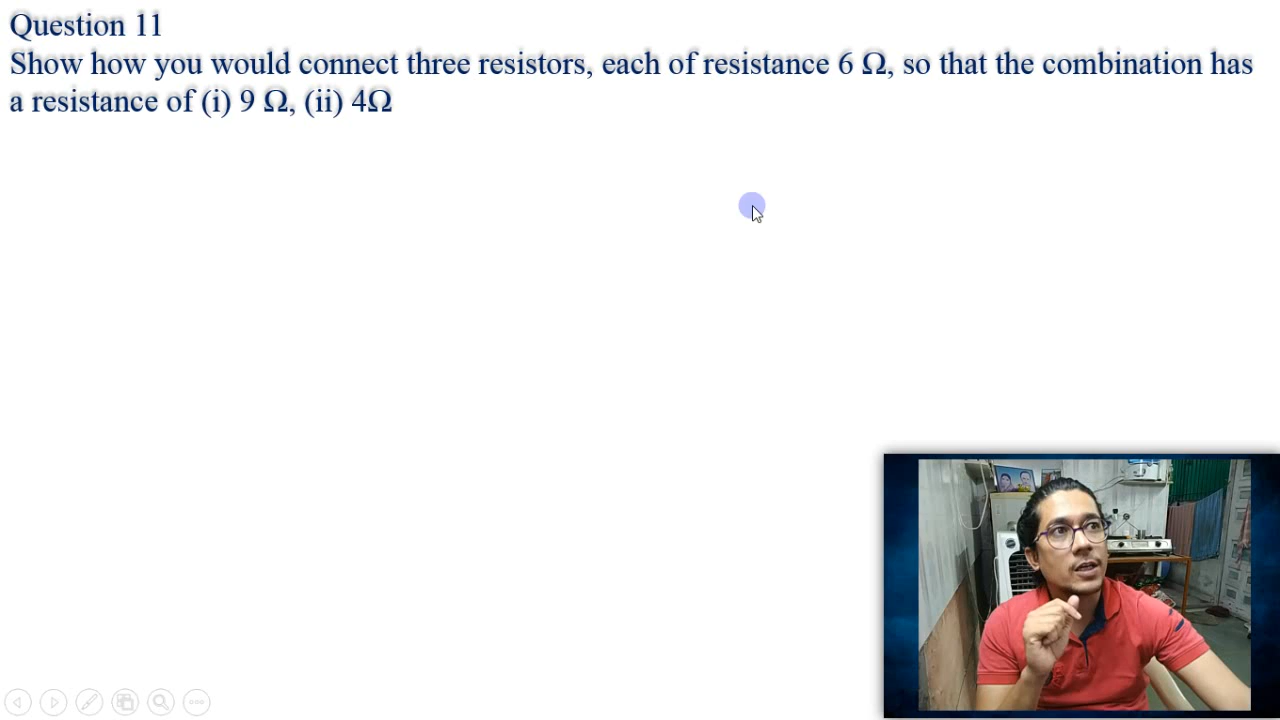 Question 11
Show how you would connect three resistors, each of resistance 6 Ω, so that the combination has
a resistance of (i) 9 Ω, (ii) 4Ω